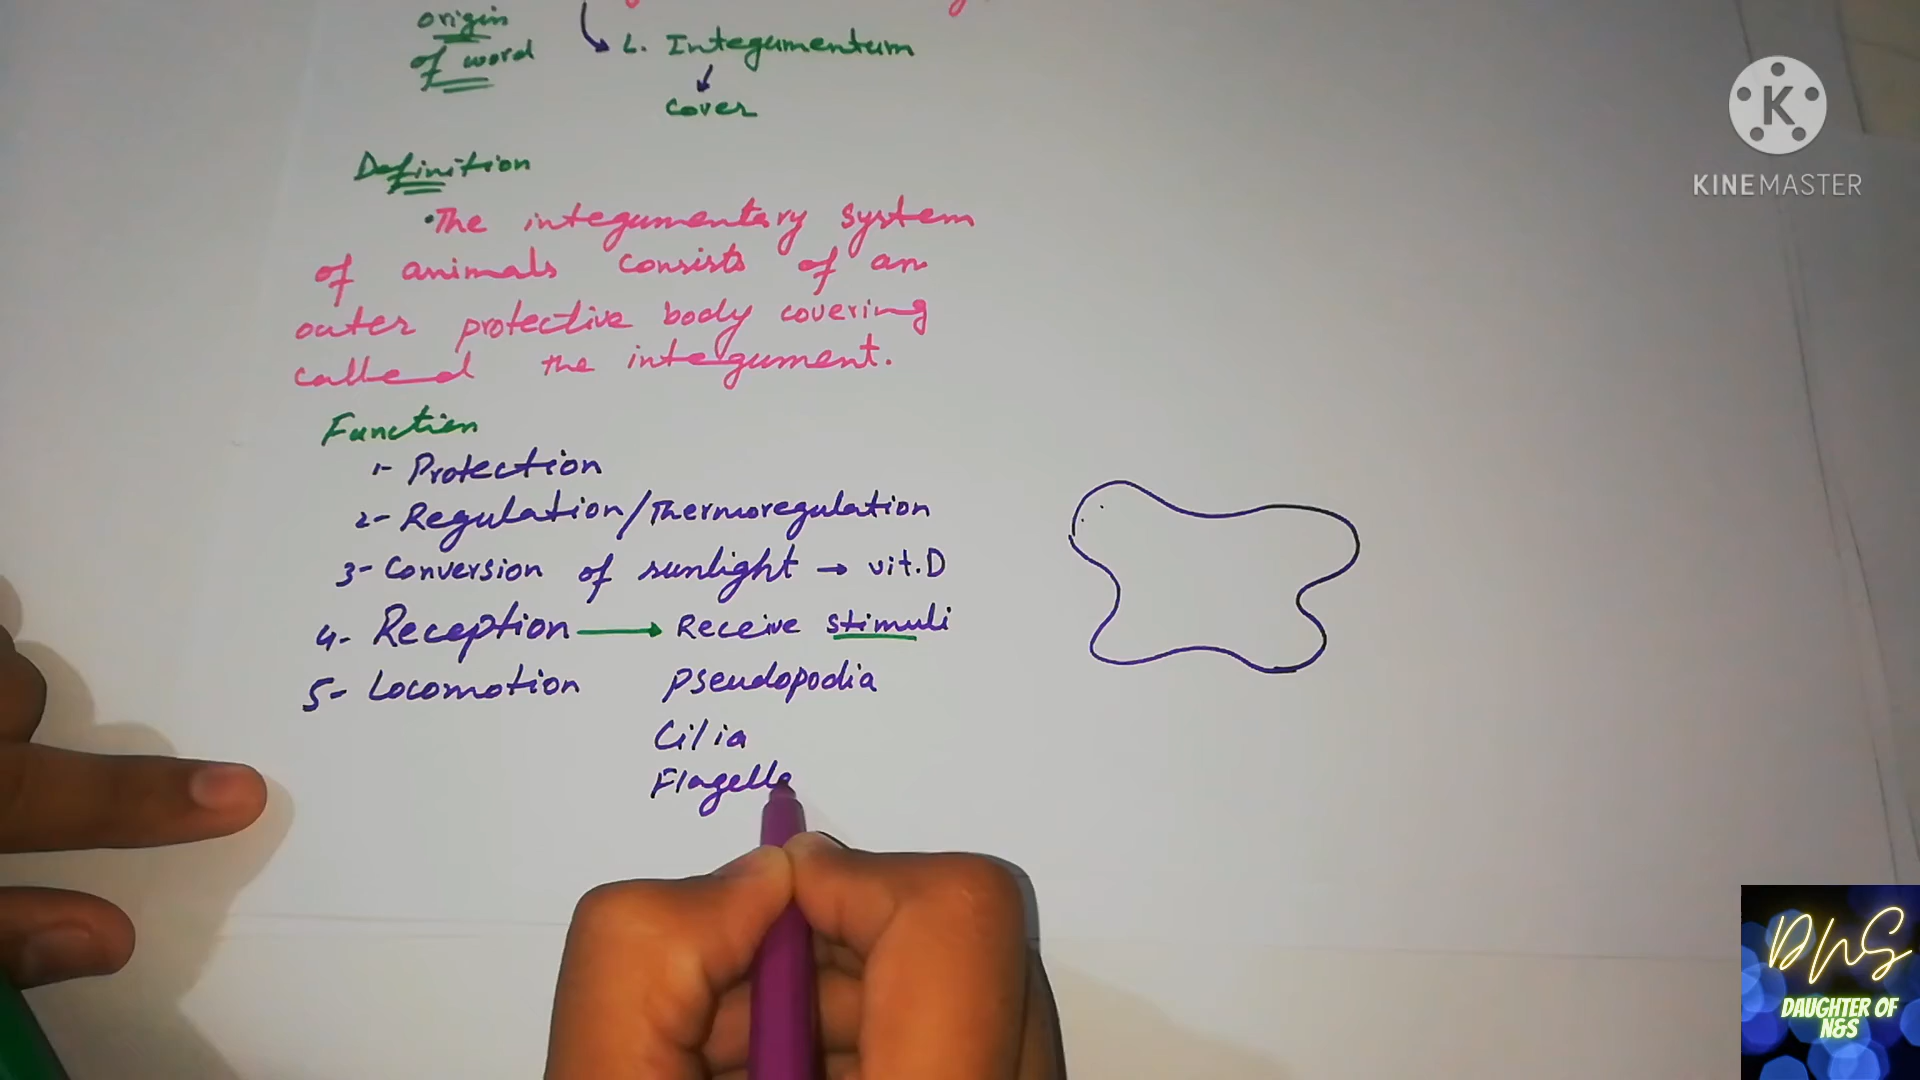 origin
of word
L. Integumentum
Cover
Definition
• The integumentary system
of animals consists of an
outer protective body covering
called the integument.
Function
1- Protection
2- Regulation/Thermoregulation
3- Conversion of sunlight → vit.D
4- Reception → Receive stimuli
5- Locomotion Pseudopodia
Cilia
Flagella
K
KINEMASTER
DNS
DAUGHTER OF
N&S